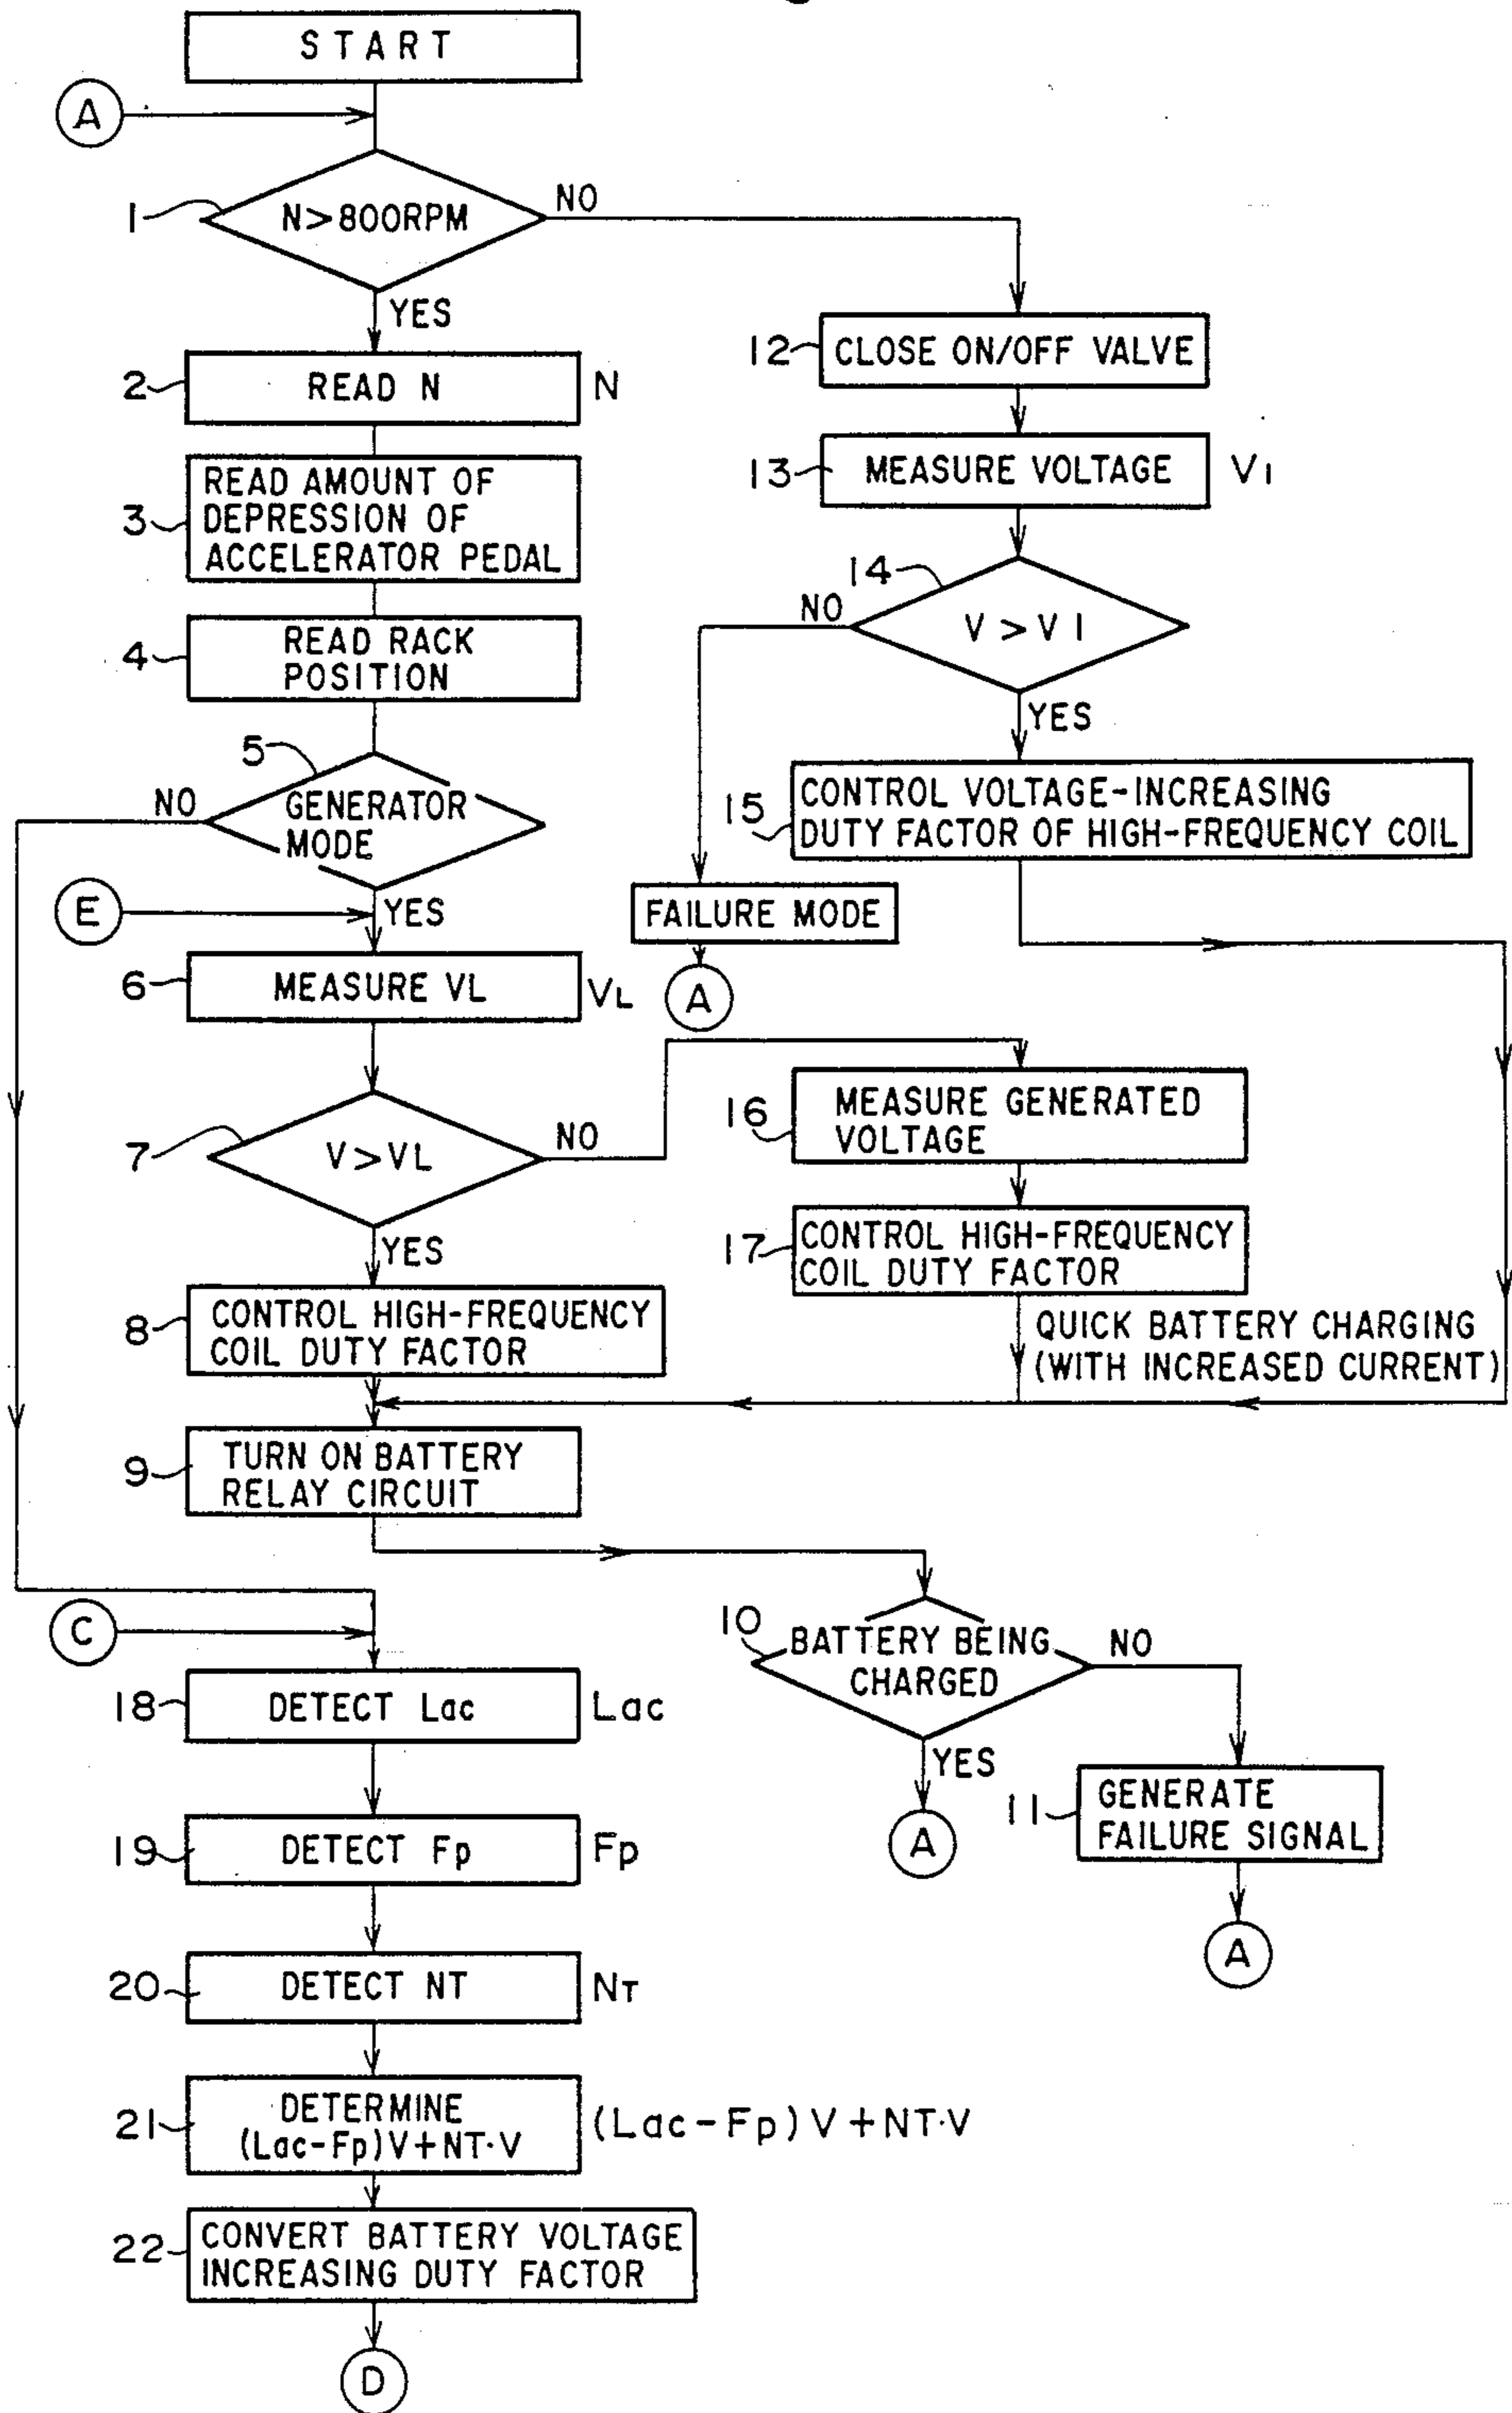 START
A
1
N>800RPM
NO
YES
2
READ N
N
3
READ AMOUNT OF
DEPRESSION OF
ACCELERATOR PEDAL
4
READ RACK
POSITION
5
GENERATOR
MODE
NO
YES
E
6
MEASURE VL
VL
7
V>VL
NO
YES
8
CONTROL HIGH-FREQUENCY
COIL DUTY FACTOR
9
TURN ON BATTERY
RELAY CIRCUIT
12
CLOSE ON/OFF VALVE
13
MEASURE VOLTAGE
V1
14
V > V1
NO
YES
15
CONTROL VOLTAGE-INCREASING
DUTY FACTOR OF HIGH-FREQUENCY COIL
FAILURE MODE
A
16
MEASURE GENERATED
VOLTAGE
17
CONTROL HIGH-FREQUENCY
COIL DUTY FACTOR
QUICK BATTERY CHARGING
(WITH INCREASED CURRENT)
10
BATTERY BEING
CHARGED
NO
YES
A
11
GENERATE
FAILURE SIGNAL
A
C
18
DETECT Lac
Lac
19
DETECT Fp
Fp
20
DETECT NT
NT
21
DETERMINE
(Lac-Fp)V+NT·V
(Lac-Fp)V+NT·V
22
CONVERT BATTERY VOLTAGE
INCREASING DUTY FACTOR
D